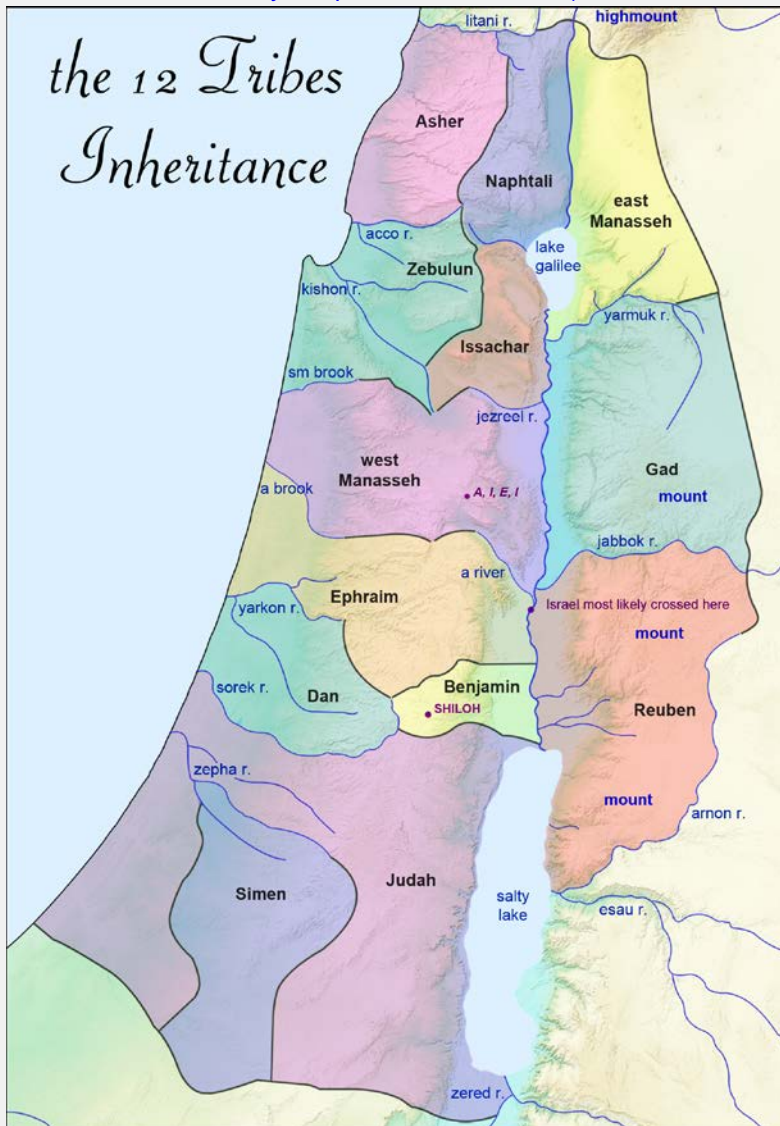 litani r.
highmount
the 12 Tribes
Inheritance
Asher
Naphtali
east
Manasseh
acco r.
Zebulun
lake
galilee
kishon r.
yarmuk r.
Issachar
sm brook
jezreel r.
west
Manasseh
Gad
a brook
A, I, E, I
mount
jabbok r.
a river
Ephraim
yarkon r.
Israel most likely crossed here
mount
Benjamin
sorek r.
Dan
SHILOH
Reuben
zepha r.
mount
arnon r.
Simen
Judah
salty
lake
esau r.
zered r.